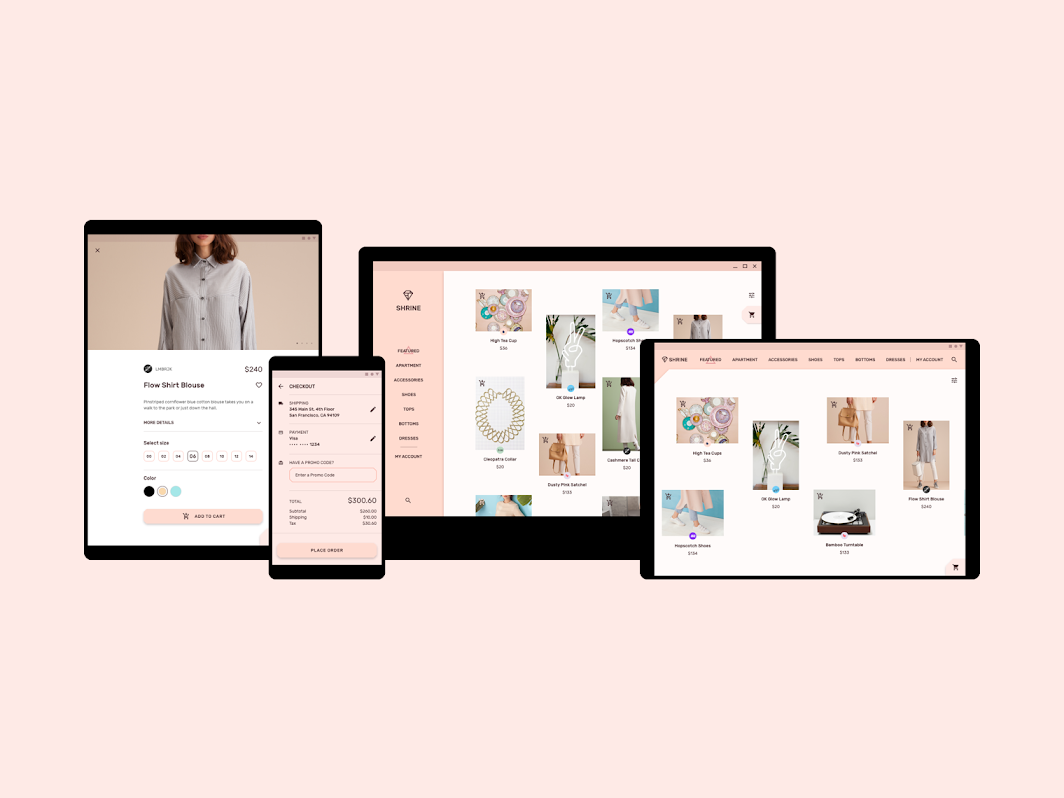 LMBRJK
$240
Flow Shirt Blouse
Pinstriped cornflower blue cotton blouse takes you on a
walk to the park or just down the hall.
MORE DETAILS
Select size
00 02 04 06 08 10 12 14
Color
ADD TO CART
CHECKOUT
SHIPPING
345 Main St. 4th Floor
San Francisco, CA 94109
PAYMENT
Visa
•••• •••• 1234
HAVE A PROMO CODE?
Enter a Promo Code
TOTAL $300.60
Subtotal $260.00
Shipping $10.00
Tax $30.60
PLACE ORDER
SHRINE
FEATURED
APARTMENT
ACCESSORIES
SHOES
TOPS
BOTTOMS
DRESSES
MY ACCOUNT
High Tea Cup
$36
Cleopatra Collar
$20
GK Glow Lamp
$20
Dusty Pink Satchel
$133
Hopscotch Shoes
$134
Cashmere Tall C
$20
SHRINE FEATURED APARTMENT ACCESSORIES SHOES TOPS BOTTOMS DRESSES MY ACCOUNT
High Tea Cups
$36
Hopscotch Shoes
$134
GK Glow Lamp
$20
Dusty Pink Satchel
$133
Bamboo Turntable
$133
Flow Shirt Blouse
$240